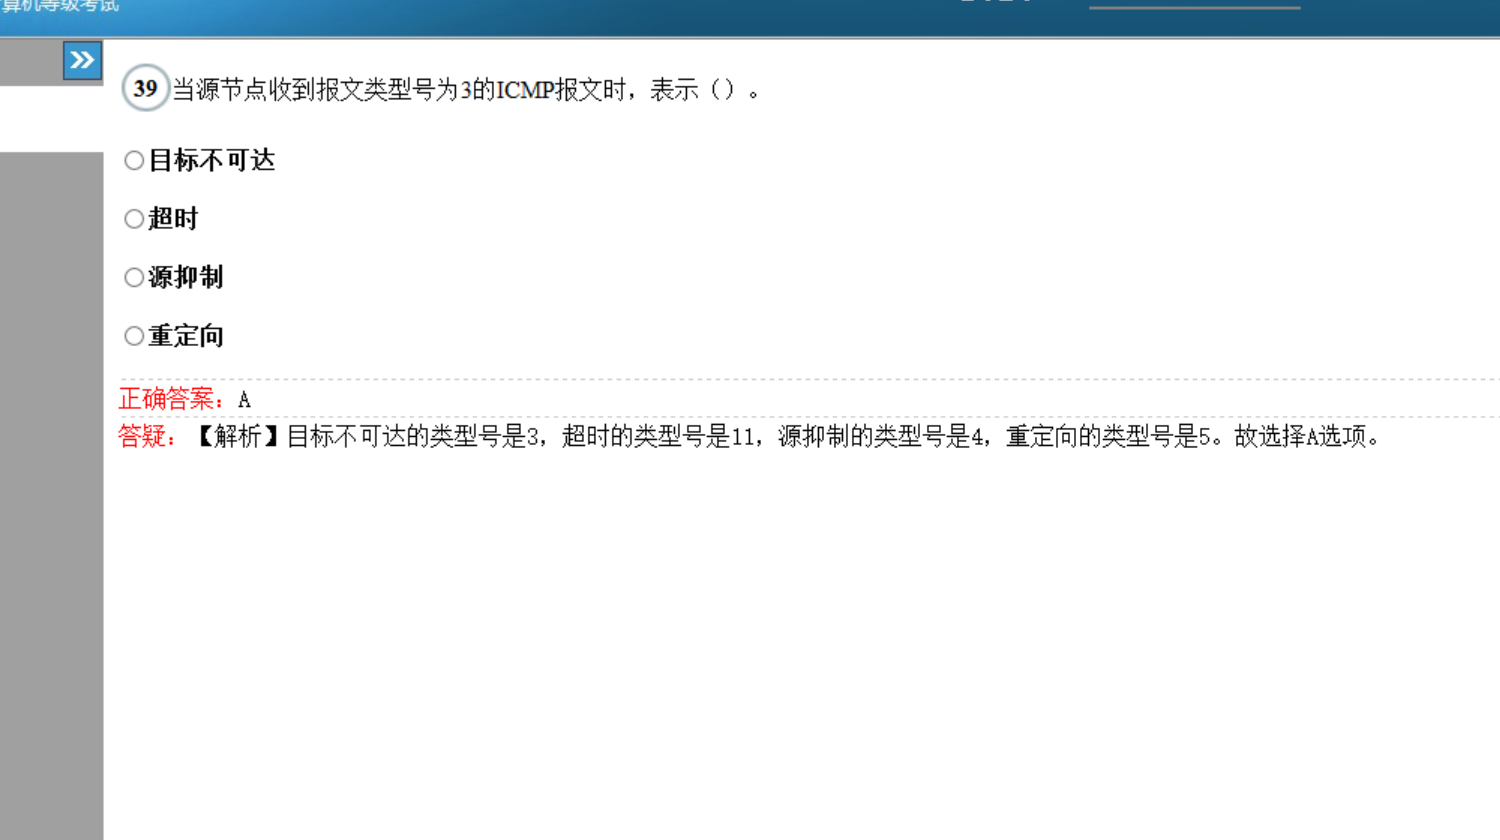 算机等级考试
39 当源节点收到报文类型号为3的ICMP报文时，表示（）。
目标不可达
超时
源抑制
重定向
正确答案：A
答疑：【解析】目标不可达的类型号是3，超时的类型号是11，源抑制的类型号是4，重定向的类型号是5。故选择A选项。